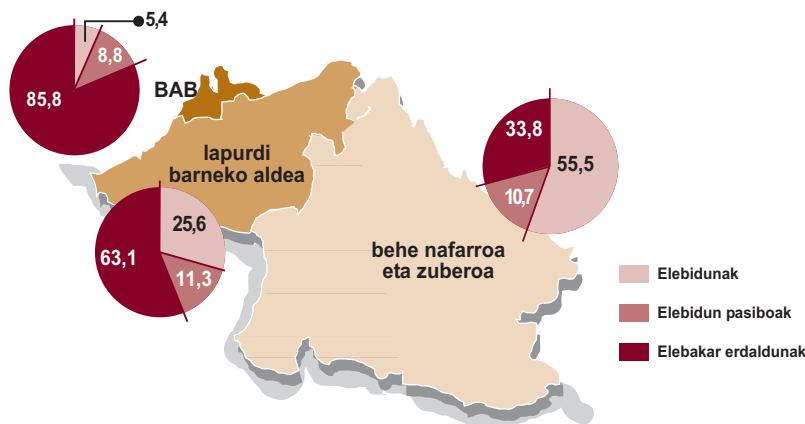 5,4
8,8
85,8
BAB
lapurdi
barneko aldea
33,8
55,5
10,7
25,6
63,1
11,3
behe nafarroa
eta zuberoa
Elebidunak
Elebidun pasiboak
Elebakar erdaldunak